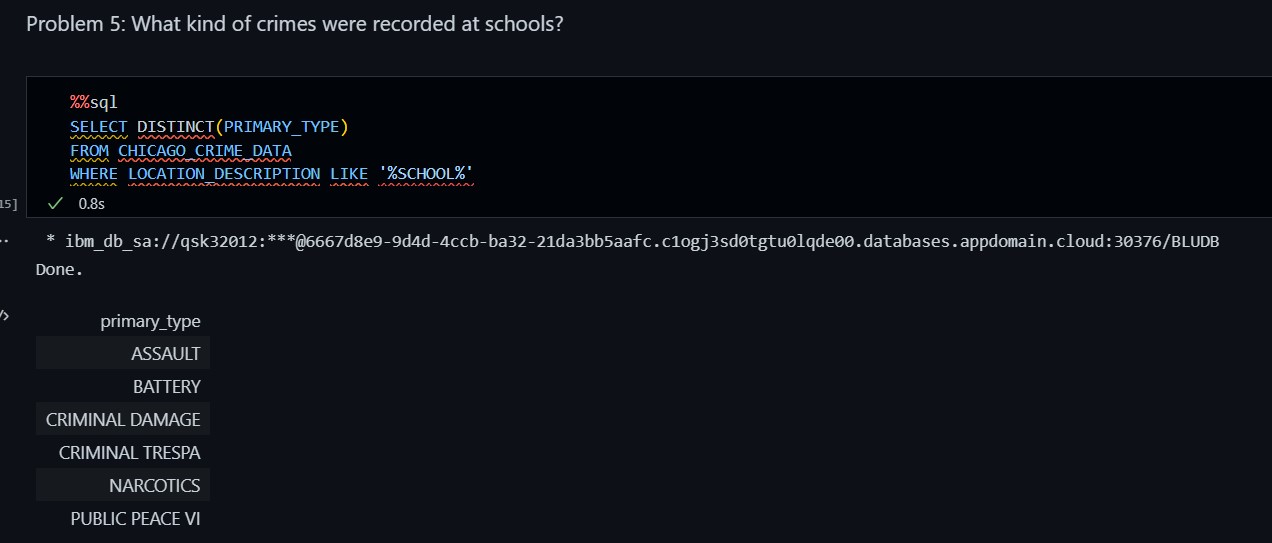 Problem 5: What kind of crimes were recorded at schools?
%%sql
SELECT DISTINCT(PRIMARY_TYPE)
FROM CHICAGO_CRIME_DATA
WHERE LOCATION_DESCRIPTION LIKE '%SCHOOL%'
15]
0.8s
* ibm_db_sa://qsk32012:***@6667d8e9-9d4d-4ccb-ba32-21da3bb5aafc.c1ogj3sd0tgtu0lqde00.databases.appdomain.cloud:30376/BLUDB
Done.
primary_type
ASSAULT
BATTERY
CRIMINAL DAMAGE
CRIMINAL TRESPA
NARCOTICS
PUBLIC PEACE VI